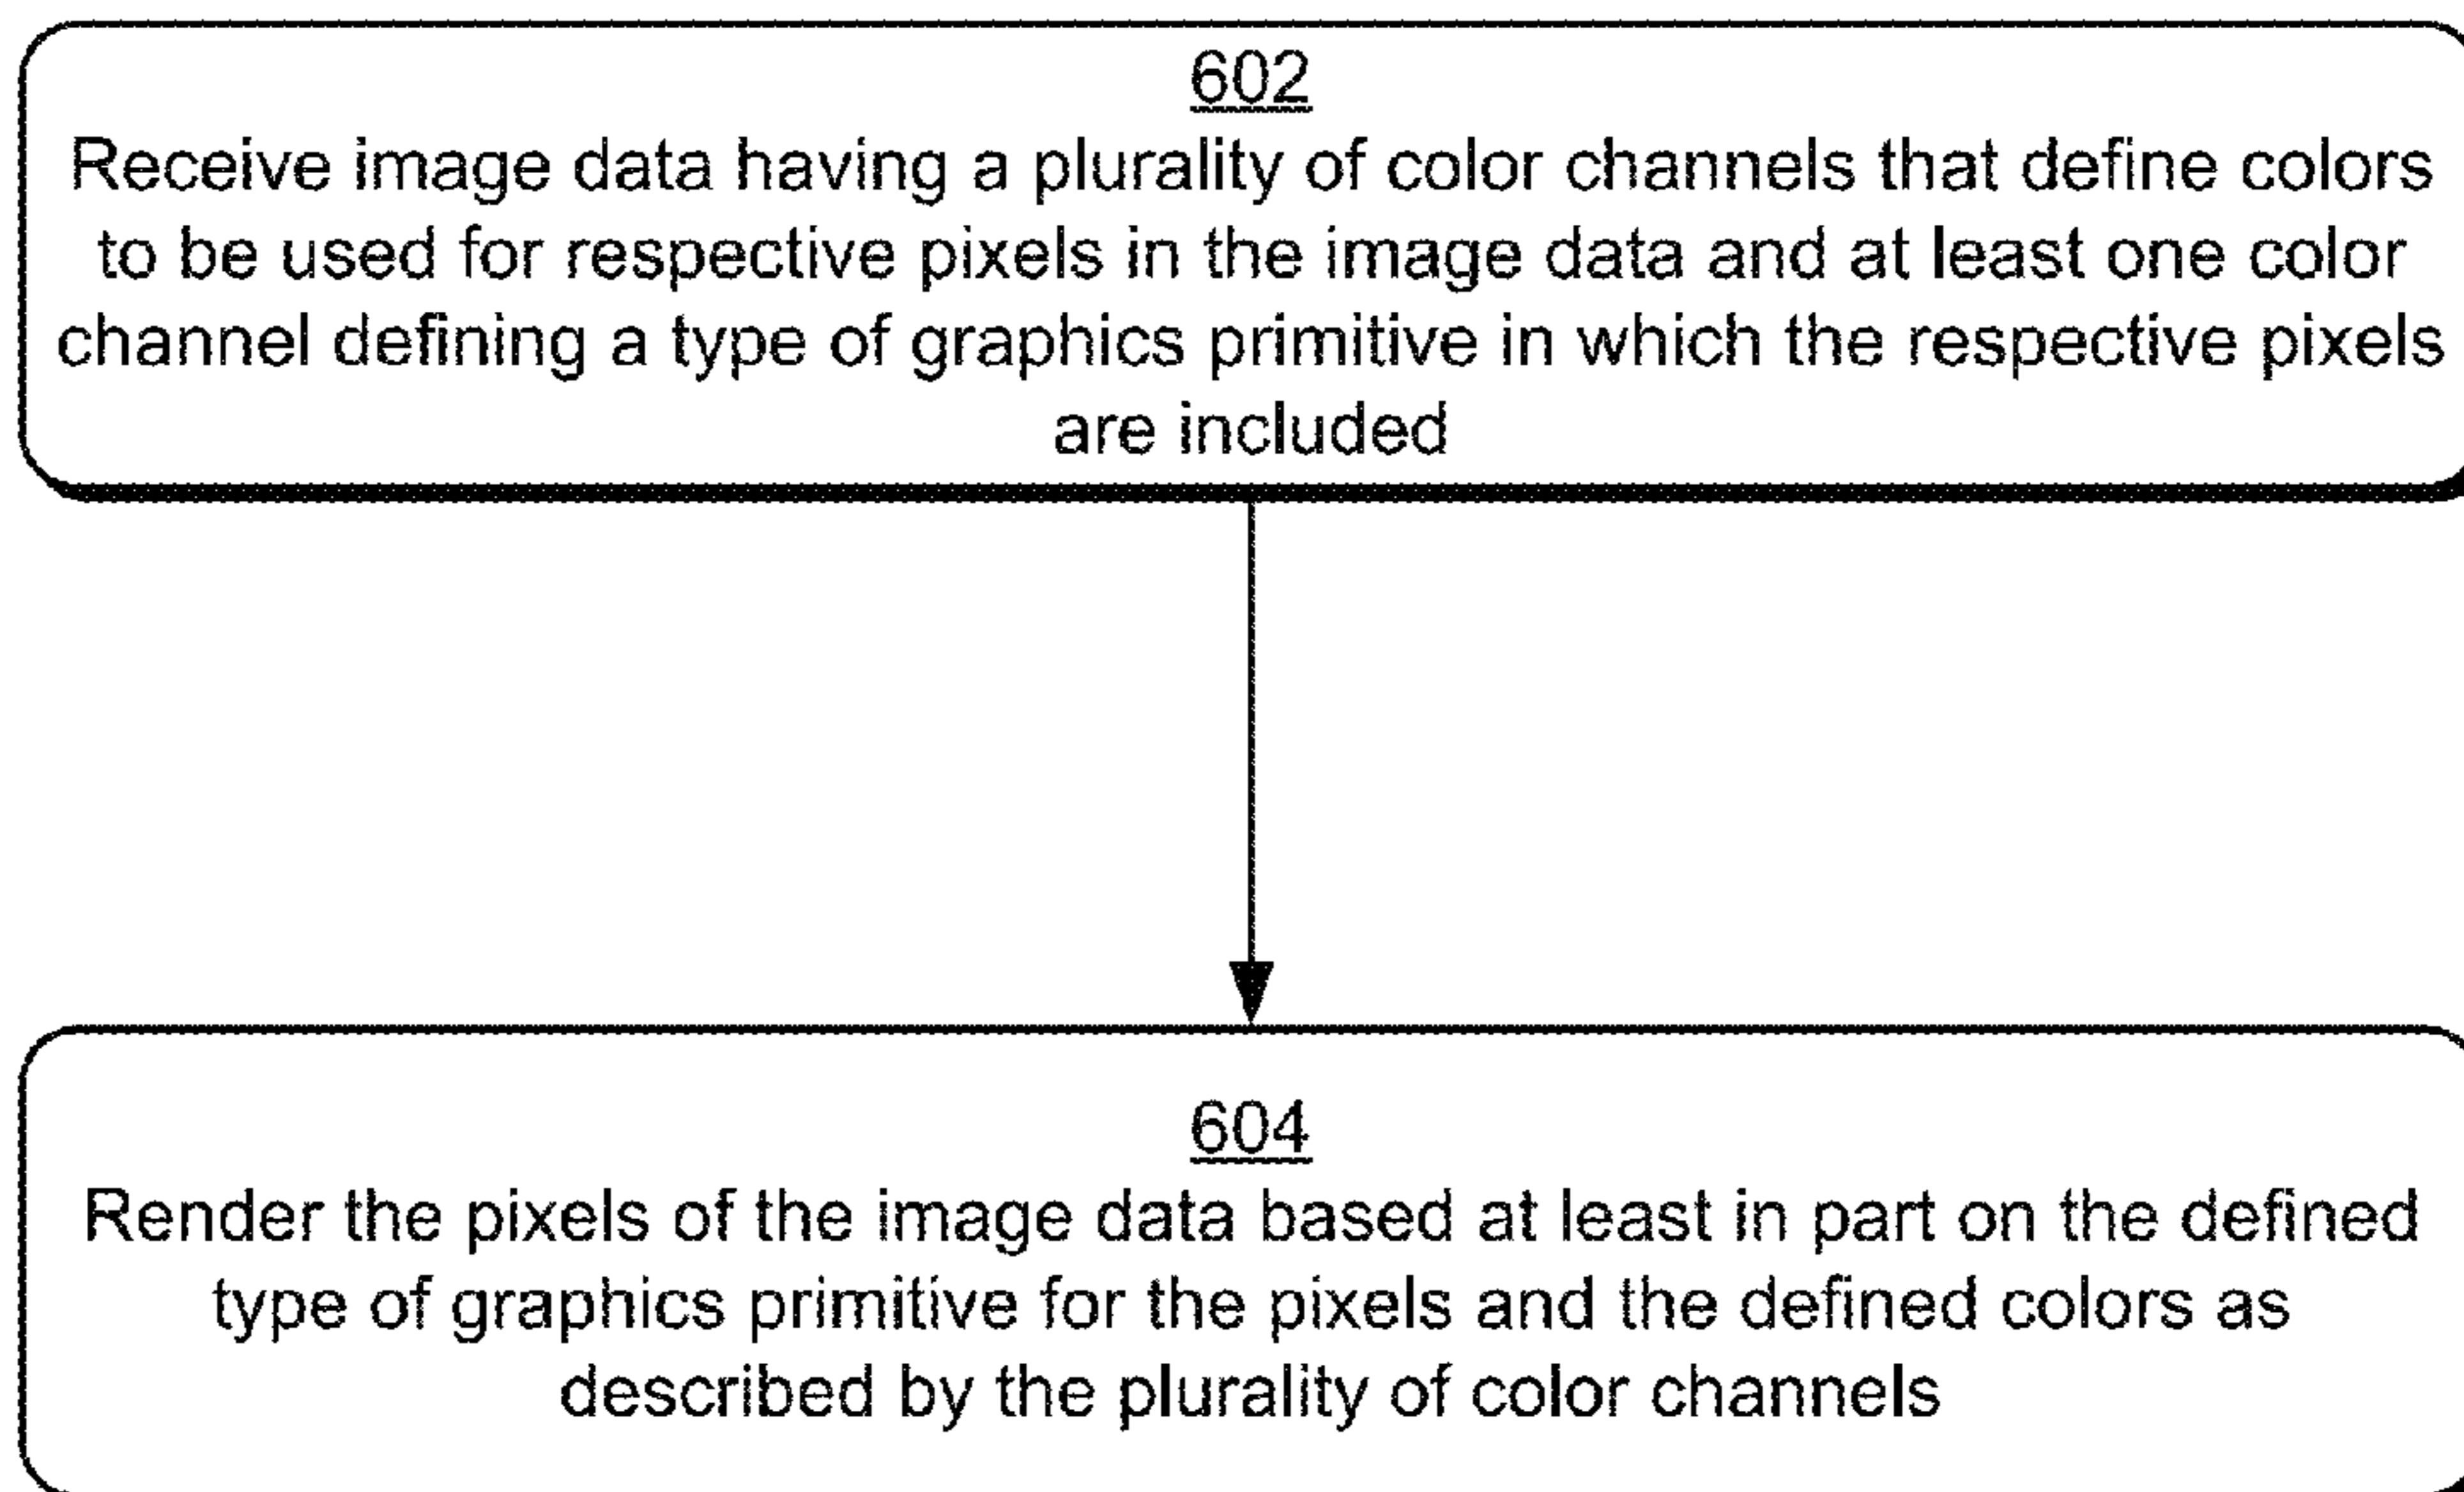 602
Receive image data having a plurality of color channels that define colors
to be used for respective pixels in the image data and at least one color
channel defining a type of graphics primitive in which the respective pixels
are included
604
Render the pixels of the image data based at least in part on the defined
type of graphics primitive for the pixels and the defined colors as
described by the plurality of color channels